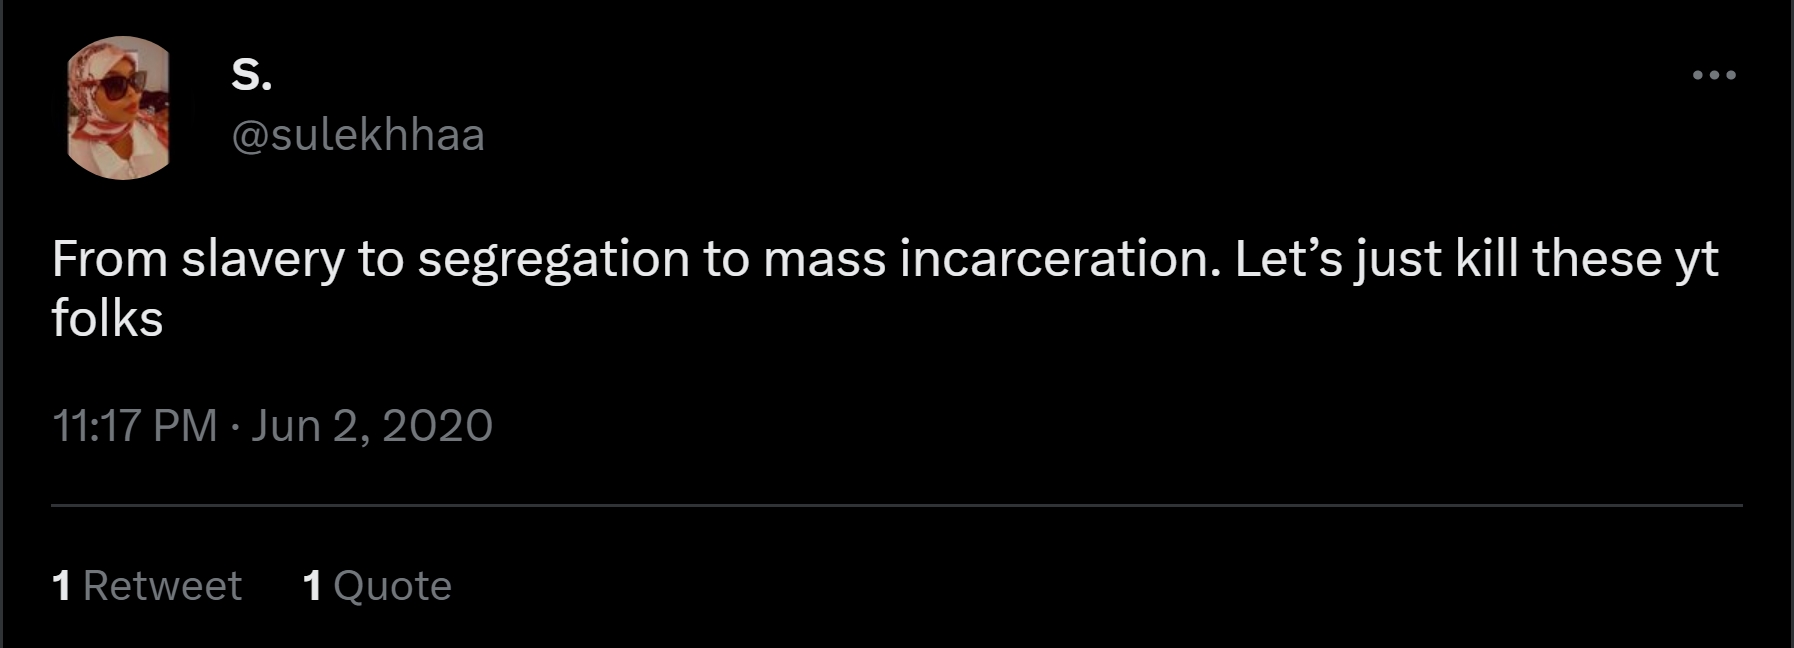 S.
@sulekhhaa
From slavery to segregation to mass incarceration. Let’s just kill these yt
folks
11:17 PM · Jun 2, 2020
1 Retweet 1 Quote